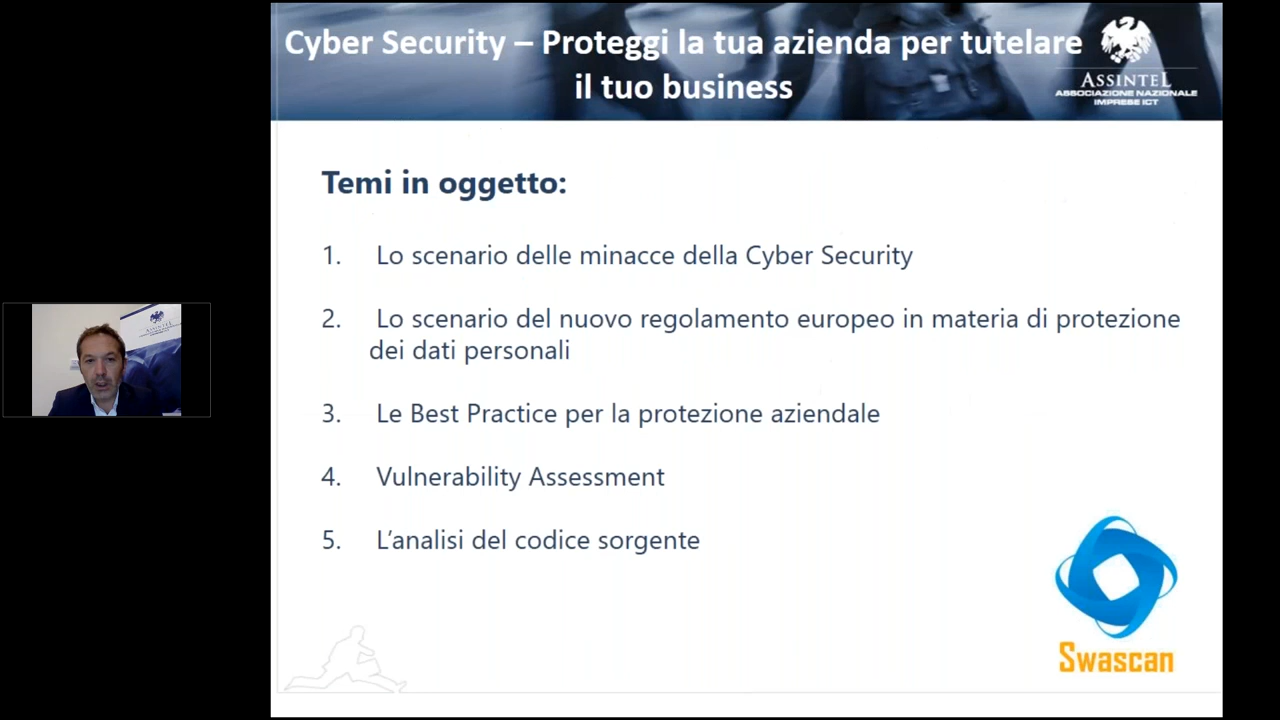 Cyber Security – Proteggi la tua azienda per tutelare
il tuo business
ASSINTEL
ASSOCIAZIONE NAZIONALE
IMPRESE ICT
Temi in oggetto:
1. Lo scenario delle minacce della Cyber Security
2. Lo scenario del nuovo regolamento europeo in materia di protezione
dei dati personali
3. Le Best Practice per la protezione aziendale
4. Vulnerability Assessment
5. L’analisi del codice sorgente
Swascan
ASSINTEL